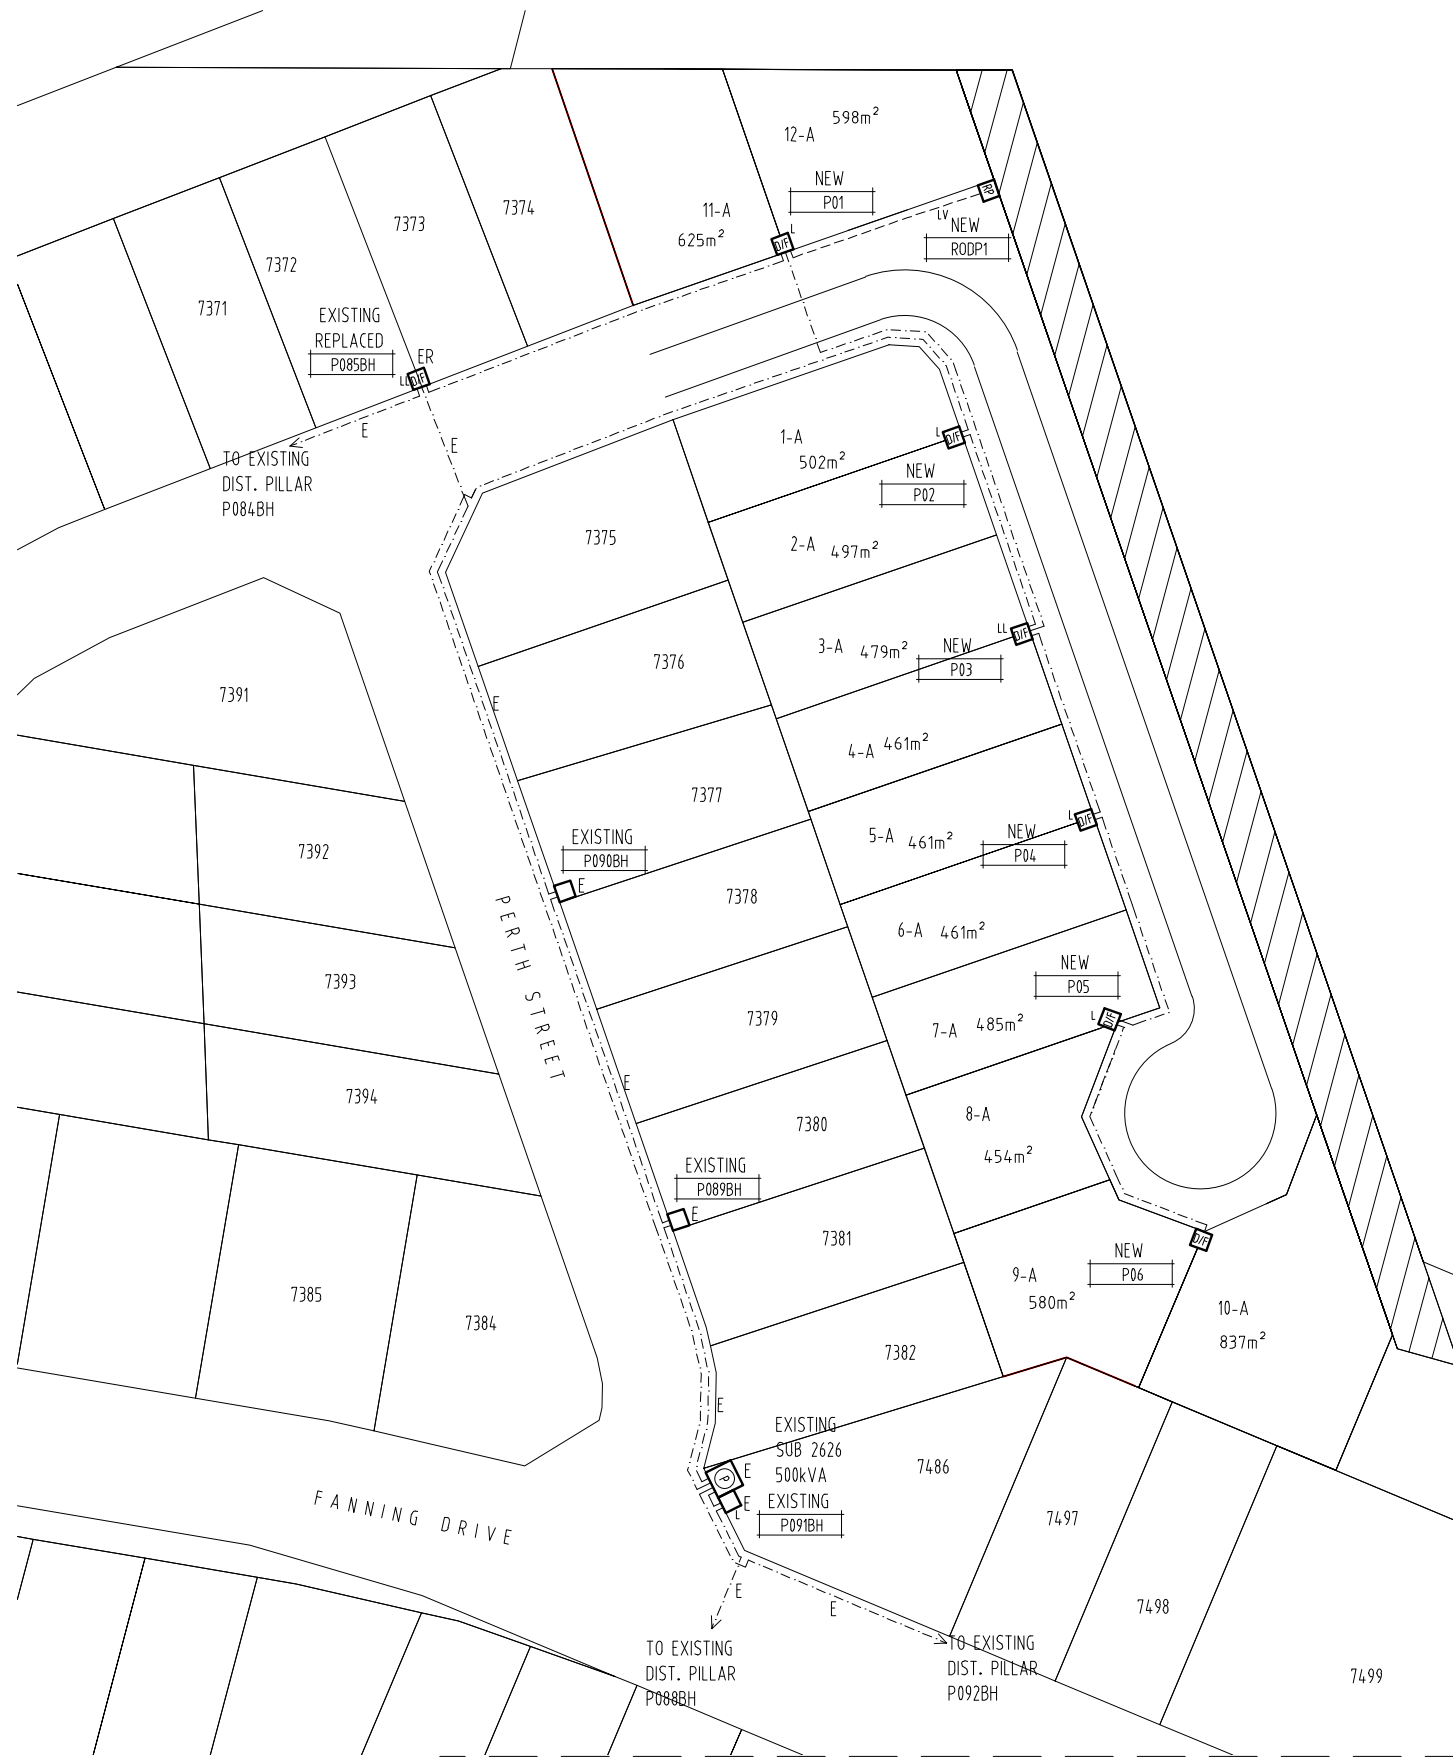 598m²
12-A
NEW
P01
7374
11-A
625m²
7373
L
D/F
RP
LV
NEW
RODP1
7372
7371
EXISTING
REPLACED
P085BH
ER
LL
D/F
E
E
TO EXISTING
DIST. PILLAR
P084BH
1-A
502m²
L
D/F
NEW
P02
7375
2-A
497m²
7376
3-A
479m²
LL
D/F
NEW
P03
7391
E
4-A
461m²
7377
5-A
461m²
L
D/F
NEW
P04
EXISTING
P090BH
E
7392
7378
6-A
461m²
PERTH STREET
7393
NEW
P05
7379
7-A
485m²
L
D/F
7394
E
7380
8-A
454m²
EXISTING
P089BH
E
7381
D/F
NEW
P06
9-A
580m²
10-A
837m²
7385
7384
7382
E
EXISTING
SUB 2626
500kVA
P
E
E
L
EXISTING
P091BH
7486
FANNING DRIVE
7497
E
E
7498
TO EXISTING
DIST. PILLAR
P088BH
TO EXISTING
DIST. PILLAR
P092BH
7499